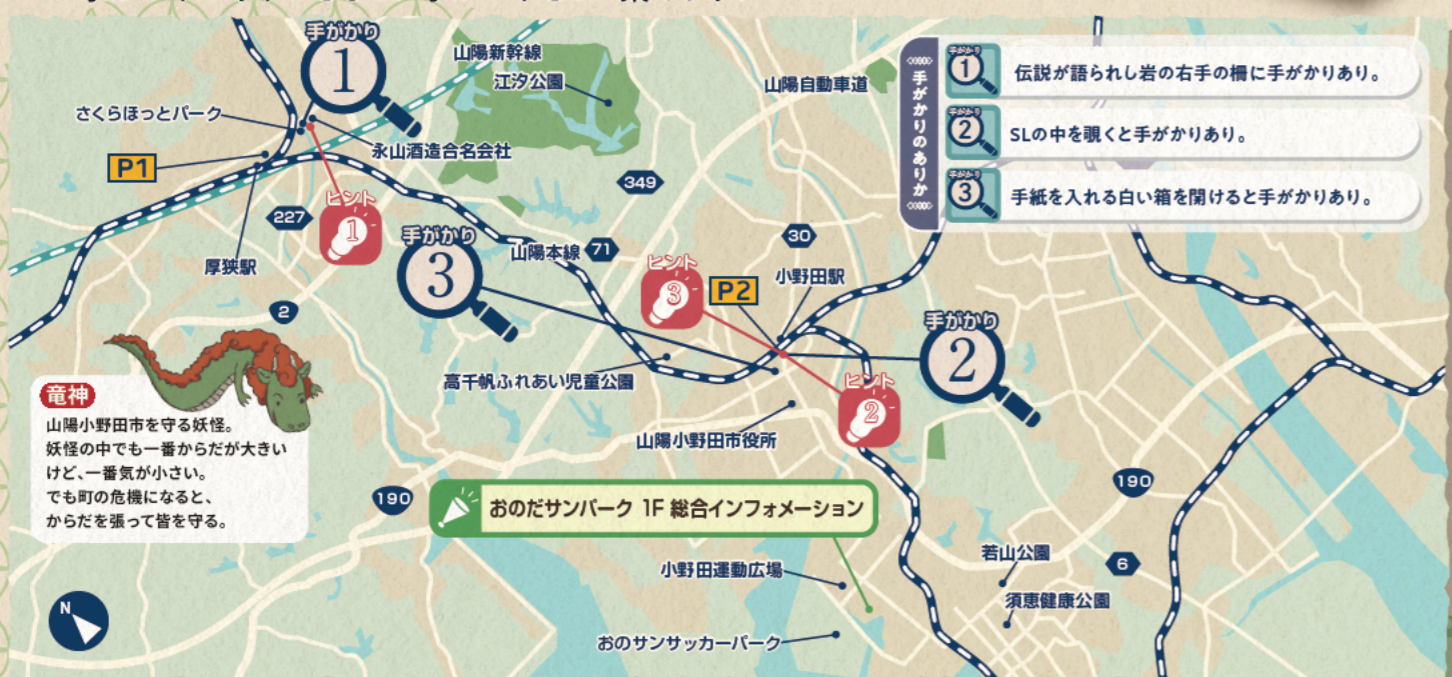 手がかり
1
山陽新幹線
江汐公園
山陽自動車道
さくらほっとパーク
永山酒造合名会社
P1
ヒント
1
227
厚狭駅
2
349
手がかり
3
山陽本線
71
30
小野田駅
ヒント
3
P2
手がかり
2
高千帆ふれあい児童公園
ヒント
2
山陽小野田市役所
手がかりのありか
手がかり
1
伝説が語られし岩の右手の柵に手がかりあり。
手がかり
2
SLの中を覗くと手がかりあり。
手がかり
3
手紙を入れる白い箱を開けると手がかりあり。
竜神
山陽小野田市を守る妖怪。
妖怪の中でも一番からだが大きい
けど、一番気が小さい。
でも町の危機になると、
からだを張って皆を守る。
190
おのだサンパーク 1F 総合インフォメーション
190
6
若山公園
須恵健康公園
小野田運動広場
おのサンサッカーパーク
N